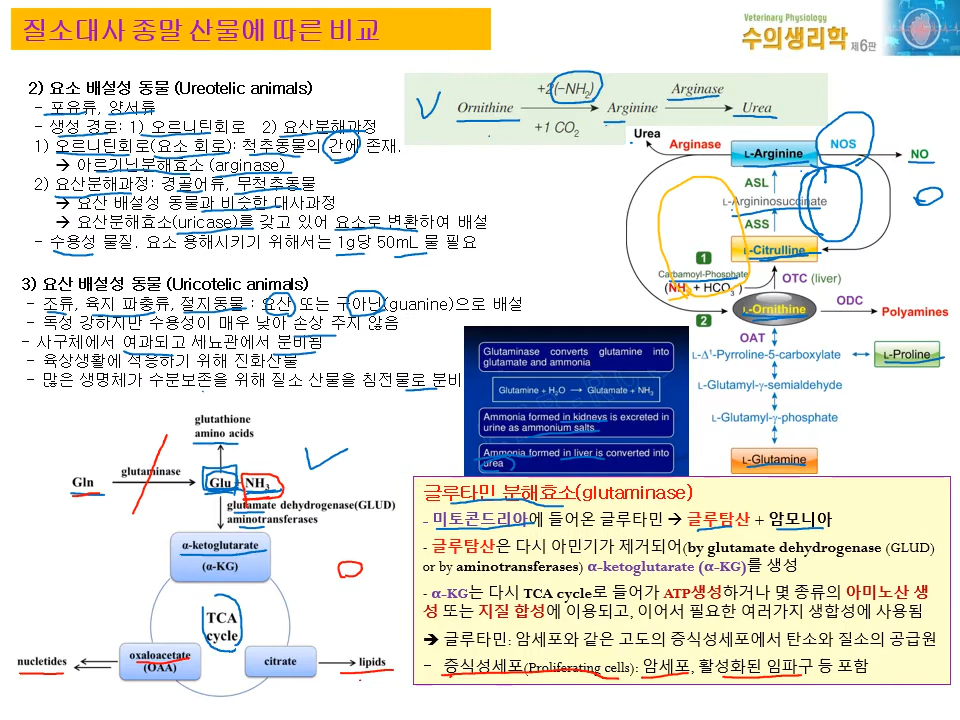 질소대사 종말 산물에 따른 비교
Veterinary Physiology
수의생리학 제6판
2) 요소 배설성 동물 (Ureotelic animals)
- 포유류, 양서류
- 생성 경로: 1) 오르니틴회로 2) 요산분해과정
1) 오르니틴회로(요소 회로): 척추동물의 간에 존재.
→ 아르기닌분해효소 (arginase)
2) 요산분해과정: 경골어류, 무척추동물
→ 요산 배설성 동물과 비슷한 대사과정
→ 요산분해효소(uricase)를 갖고 있어 요소로 변환하여 배설
- 수용성 물질. 요소 용해시키기 위해서는 1g당 50mL 물 필요
3) 요산 배설성 동물 (Uricotelic animals)
- 조류, 육지 파충류, 절지동물 : 요산 또는 구아닌(guanine)으로 배설
- 독성 강하지만 수용성이 매우 낮아 손상 주지 않음
- 사구체에서 여과되고 세뇨관에서 분비됨
- 육상생활에 적응하기 위해 진화산물
- 많은 생명체가 수분보존을 위해 질소 산물을 침전물로 분비
Ornithine +2(-NH₂) +1 CO₂ Arginine Arginase Urea
Urea
Arginase
L-Arginine
NOS
NO
ASL
L-Argininosuccinate
ASS
L-Citrulline
1
Carbamoyl-Phosphate
(NH₃ + HCO₃⁻)
OTC (liver)
2
L-Ornithine
ODC
Polyamines
OAT
L-Δ¹-Pyrroline-5-carboxylate
L-Proline
L-Glutamyl-γ-semialdehyde
L-Glutamyl-γ-phosphate
L-Glutamine
Glutaminase converts glutamine into
glutamate and ammonia
Glutamine + H₂O → Glutamate + NH₃
Ammonia formed in kidneys is excreted in
urine as ammonium salts
Ammonia formed in liver is converted into
urea
glutathione
amino acids
glutaminase
Gln
Glu + NH₃
glutamate dehydrogenase(GLUD)
aminotransferases
α-ketoglutarate
(α-KG)
TCA
cycle
nucletides
oxaloacetate
(OAA)
citrate
lipids
글루타민 분해효소(glutaminase)
- 미토콘드리아에 들어온 글루타민 → 글루탐산 + 암모니아
- 글루탐산은 다시 아민기가 제거되어(by glutamate dehydrogenase (GLUD)
or by aminotransferases) α-ketoglutarate (α-KG)를 생성
- α-KG는 다시 TCA cycle로 들어가 ATP생성하거나 몇 종류의 아미노산 생
성 또는 지질 합성에 이용되고, 이어서 필요한 여러가지 생합성에 사용됨
→ 글루타민: 암세포와 같은 고도의 증식성세포에서 탄소와 질소의 공급원
- 증식성세포(Proliferating cells): 암세포, 활성화된 임파구 등 포함